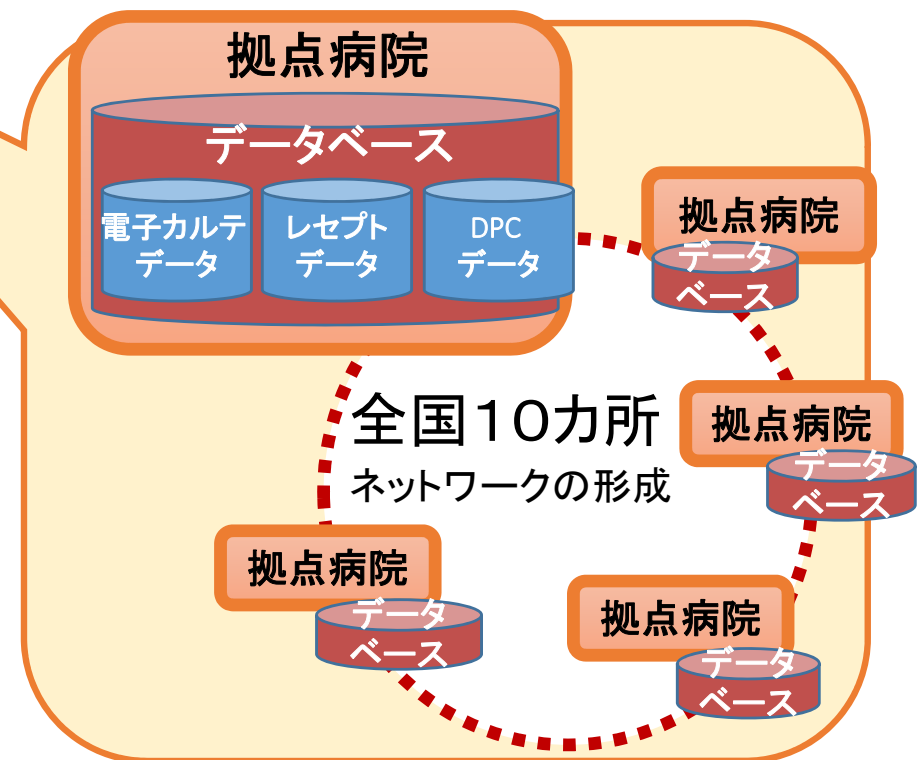 拠点病院
データベース
電子カルテ
データ
レセプト
データ
DPC
データ
拠点病院
データ
ベース
全国１０カ所
ネットワークの形成
拠点病院
データ
ベース
拠点病院
データ
ベース
拠点病院
データ
ベース